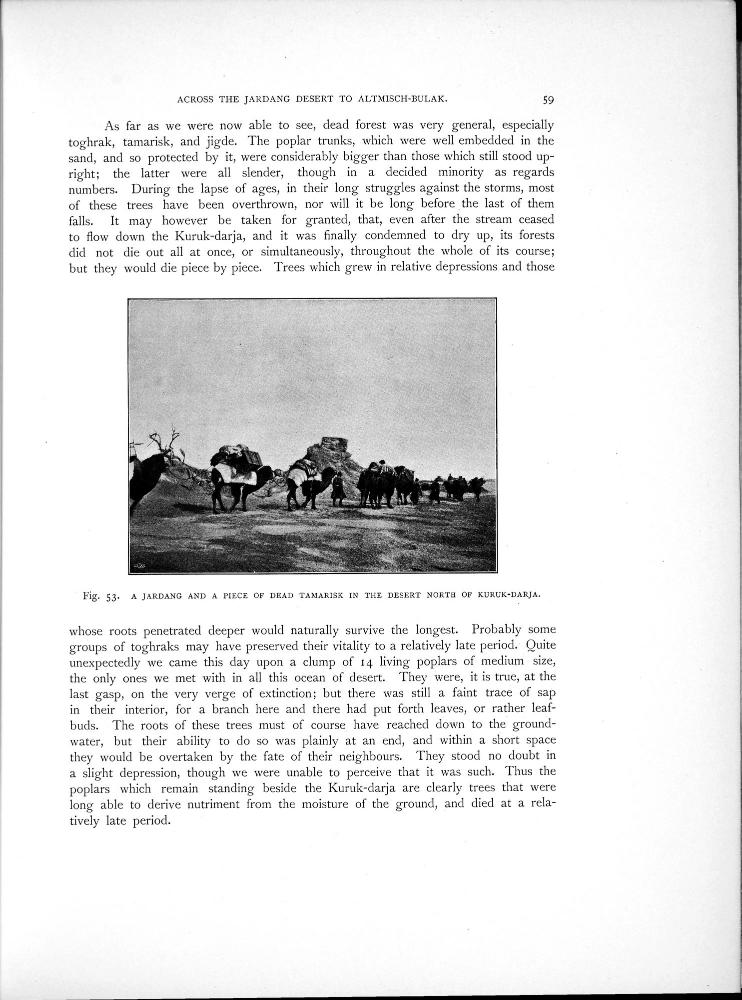 ACROSS THE JARDANG DESERT TO ALTMISCH-BULAK. 59
As far as we were now able to see, dead forest was very general, especially
toghrak, tamarisk, and jigde. The poplar trunks, which were well embedded in the
sand, and so protected by it, were considerably bigger than those which still stood up-
right; the latter were all slender, though in a decided minority as regards
numbers. During the lapse of ages, in their long struggles against the storms, most
of these trees have been overthrown, nor will it be long before the last of them
falls. It may however be taken for granted, that, even after the stream ceased
to flow down the Kuruk-darja, and it was finally condemned to dry up, its forests
did not die out all at once, or simultaneously, throughout the whole of its course;
but they would die piece by piece. Trees which grew in relative depressions and those
Fig. 53. A JARDANG AND A PIECE OF DEAD TAMARISK IN THE DESERT NORTH OF KURUK-DARJA.
whose roots penetrated deeper would naturally survive the longest. Probably some
groups of toghraks may have preserved their vitality to a relatively late period. Quite
unexpectedly we came this day upon a clump of 14 living poplars of medium size,
the only ones we met with in all this ocean of desert. They were, it is true, at the
last gasp, on the very verge of extinction; but there was still a faint trace of sap
in their interior, for a branch here and there had put forth leaves, or rather leaf-
buds. The roots of these trees must of course have reached down to the ground-
water, but their ability to do so was plainly at an end, and within a short space
they would be overtaken by the fate of their neighbours. They stood no doubt in
a slight depression, though we were unable to perceive that it was such. Thus the
poplars which remain standing beside the Kuruk-darja are clearly trees that were
long able to derive nutriment from the moisture of the ground, and died at a rela-
tively late period.